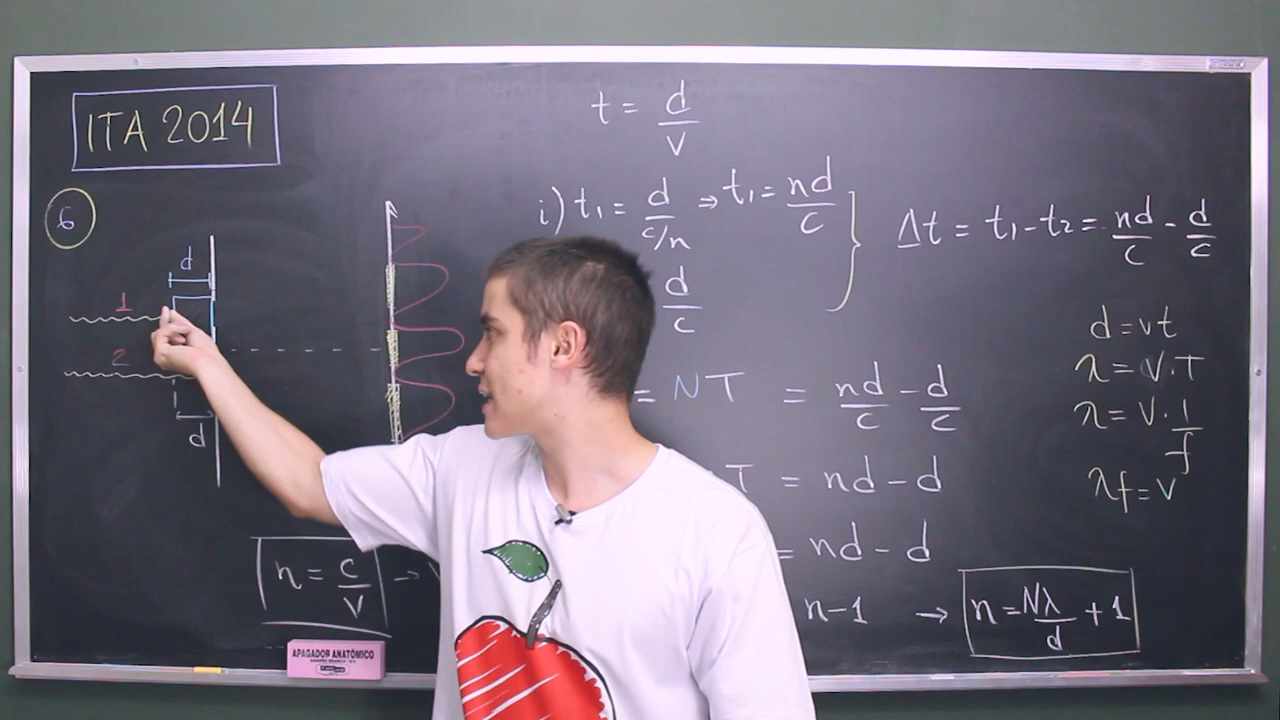 ITA 2014
6
d
1
2
d
n = c/v →
t = d/v
i) t₁ = d/c/n ⇒ t₁ = nd/c
d/c
Δt = t₁ - t₂ = nd/c - d/c
= NT = nd/c - d/c
T = nd - d
= nd - d
n-1 → n = Nλ/d + 1
d = vt
λ = V.T
λ = V.1/f
λf = v
APAGADOR ANATÔMICO